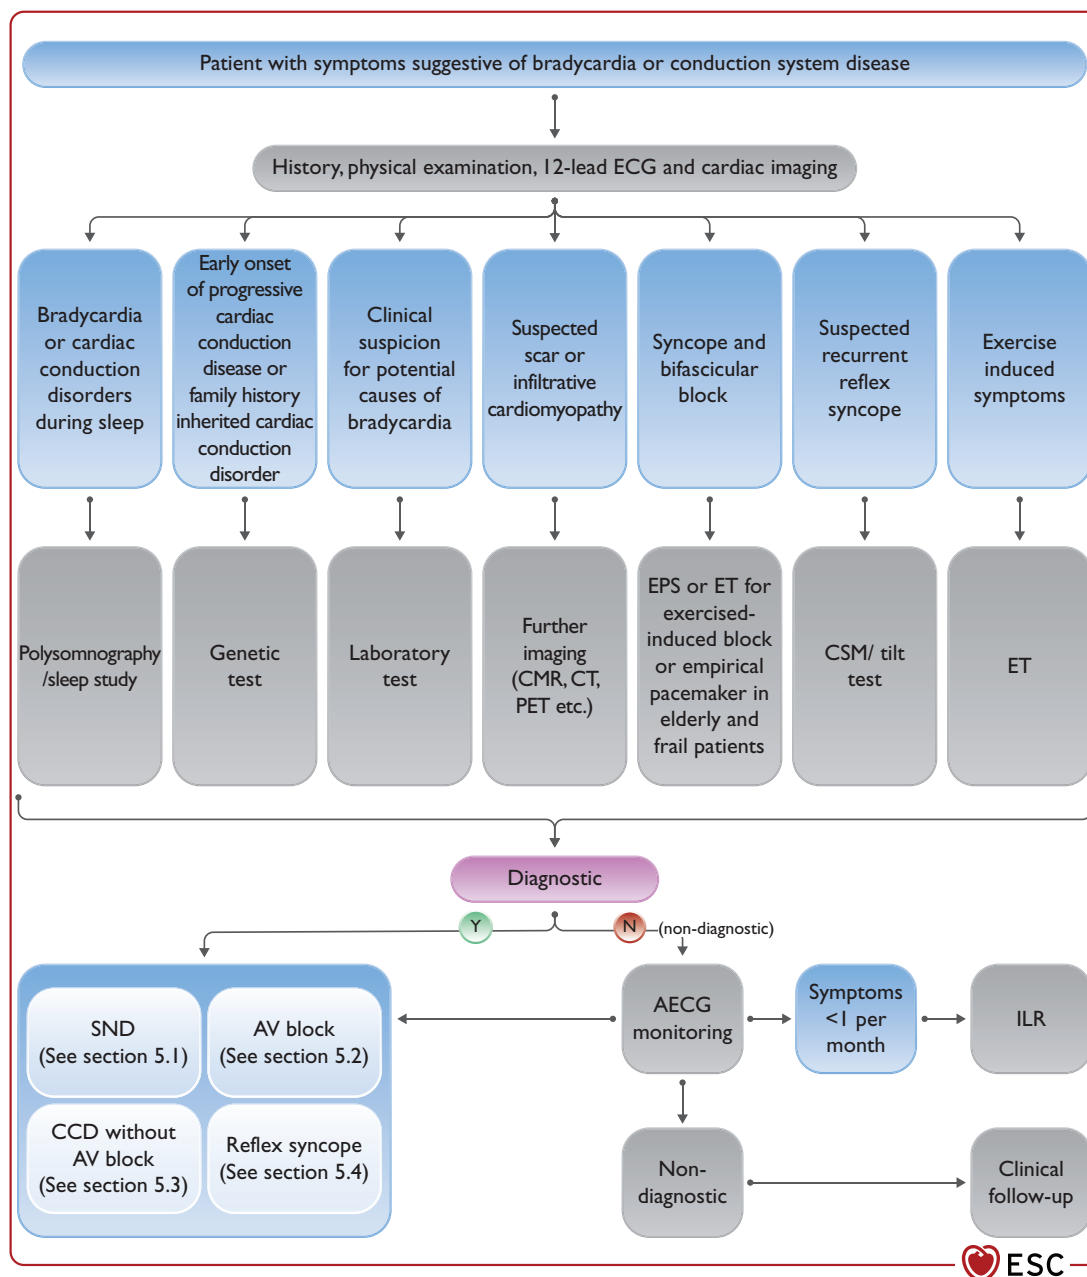 Patient with symptoms suggestive of bradycardia or conduction system disease
History, physical examination, 12-lead ECG and cardiac imaging
Bradycardia
or cardiac
conduction
disorders
during sleep
Early onset
of progressive
cardiac
conduction
disease or
family history
inherited cardiac
conduction
disorder
Clinical
suspicion
for potential
causes of
bradycardia
Suspected
scar or
infiltrative
cardiomyopathy
Syncope and
bifascicular
block
Suspected
recurrent
reflex
syncope
Exercise
induced
symptoms
Polysomnography
/sleep study
Genetic
test
Laboratory
test
Further
imaging
(CMR, CT,
PET etc.)
EPS or ET for
exercised-
induced block
or empirical
pacemaker in
elderly and
frail patients
CSM/ tilt
test
ET
Diagnostic
Y
N
(non-diagnostic)
SND
(See section 5.1)
AV block
(See section 5.2)
CCD without
AV block
(See section 5.3)
Reflex syncope
(See section 5.4)
AECG
monitoring
Symptoms
<1 per
month
ILR
Non-
diagnostic
Clinical
follow-up
ESC